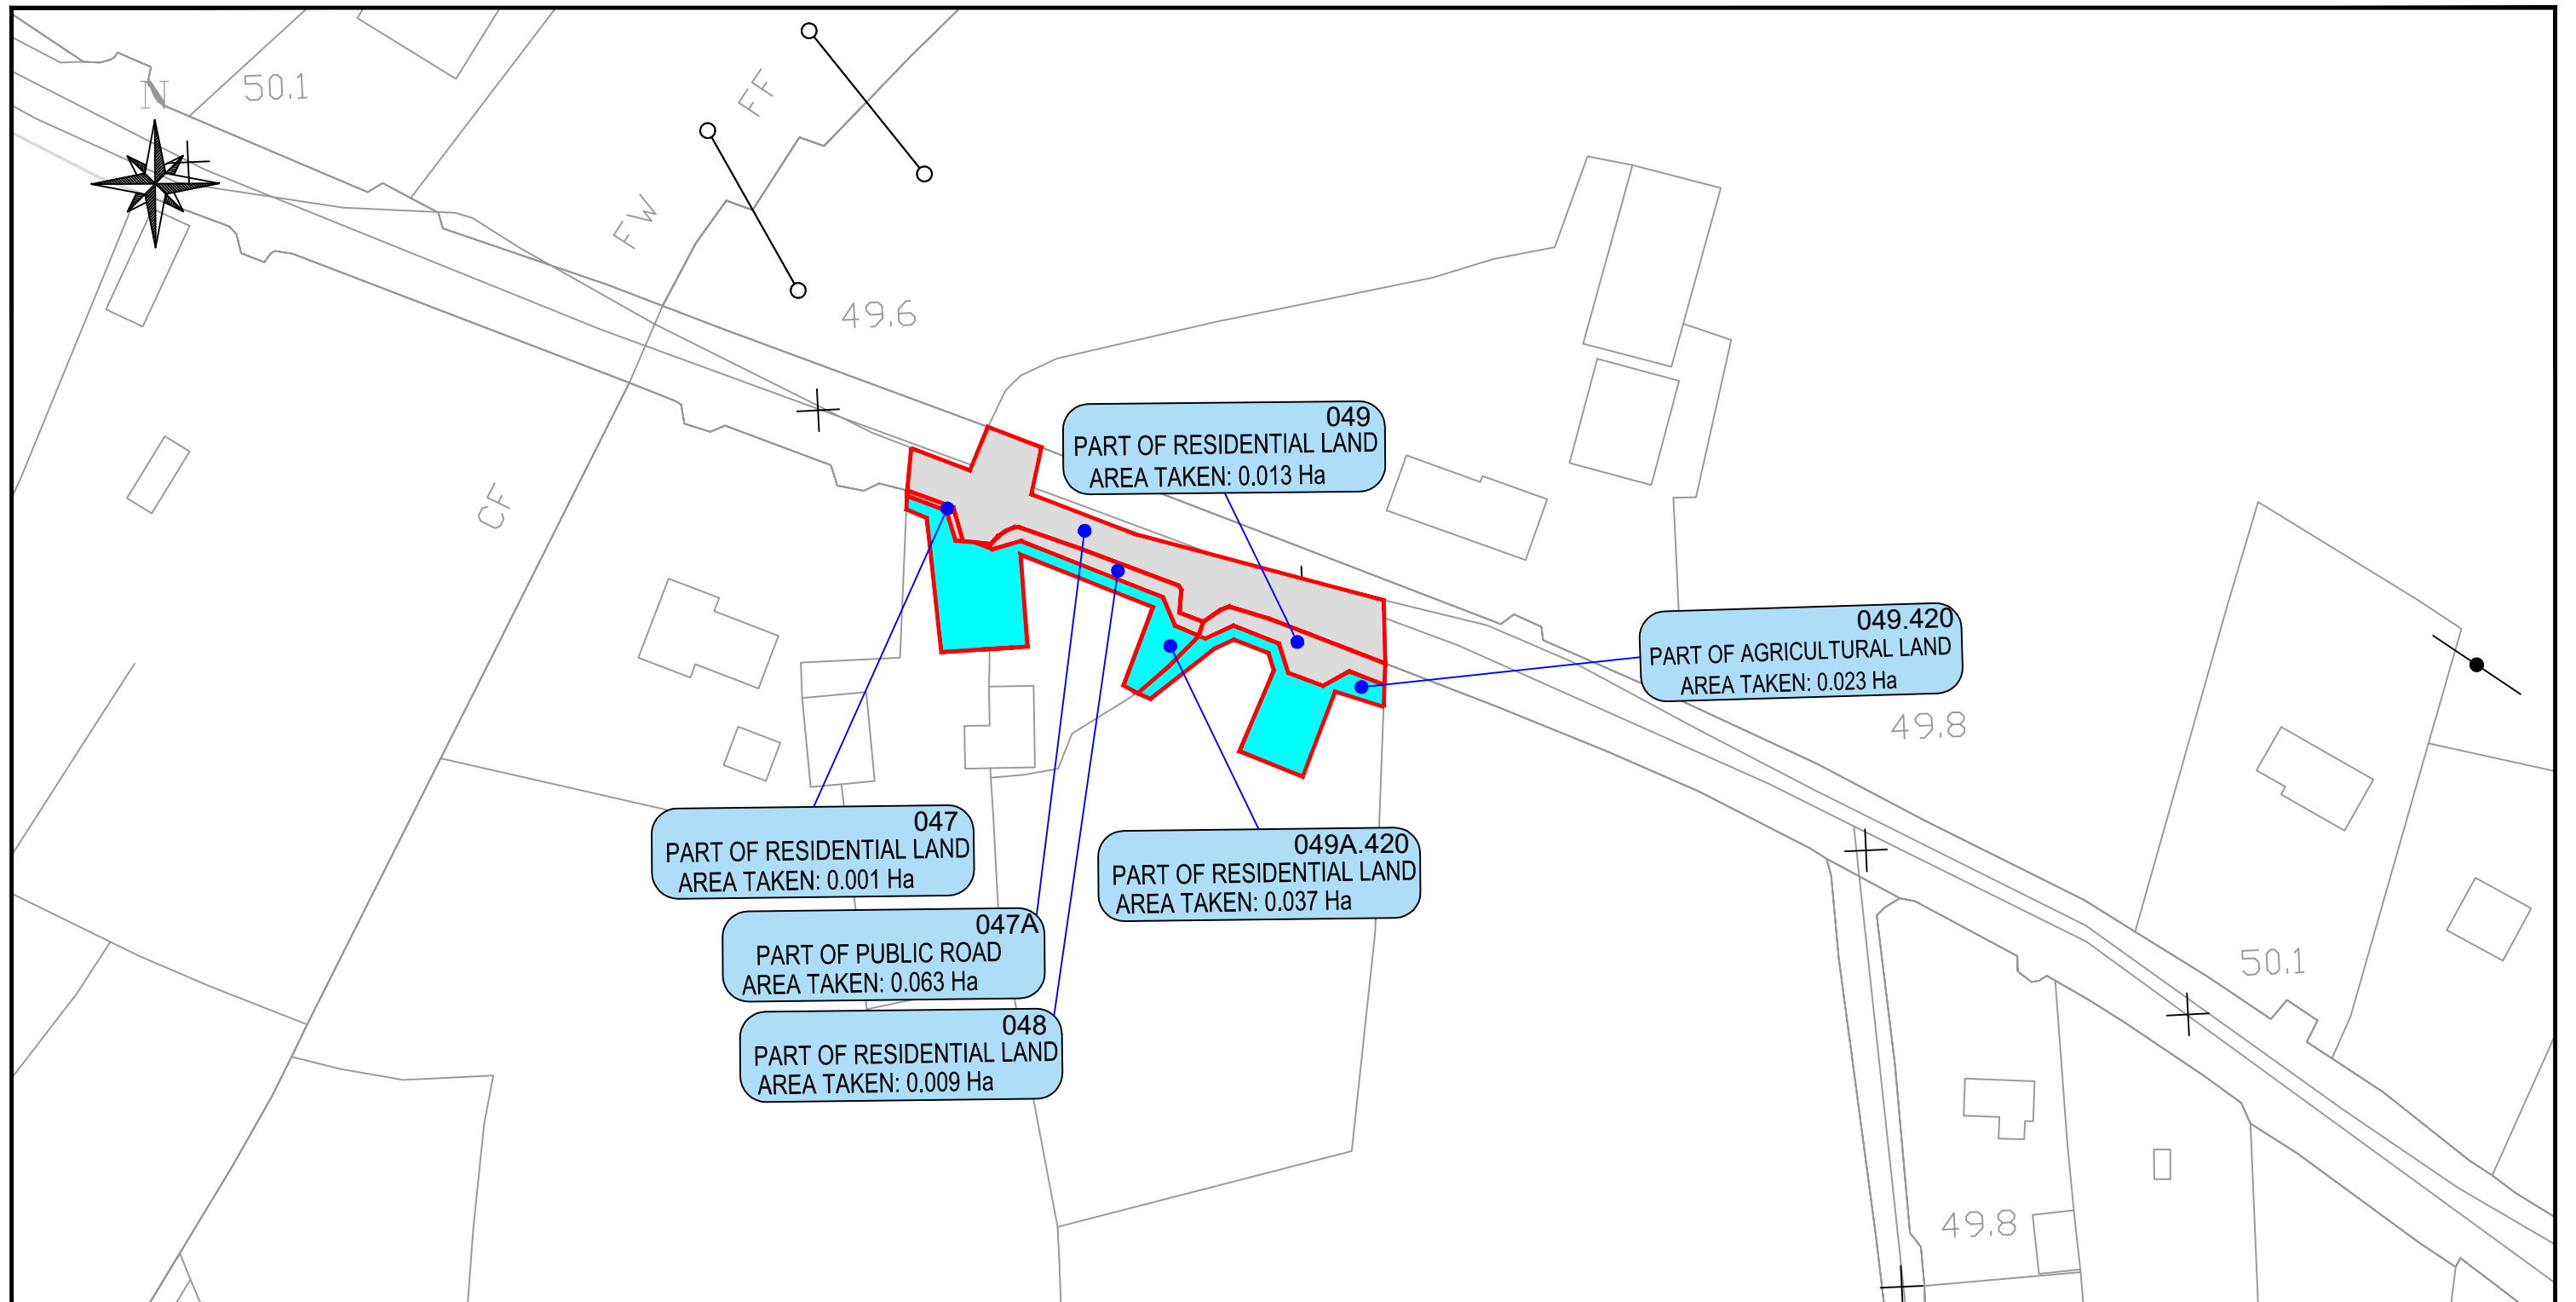 N
50.1
FF
FW
49.6
049
PART OF RESIDENTIAL LAND
AREA TAKEN: 0.013 Ha
CF
049.420
PART OF AGRICULTURAL LAND
AREA TAKEN: 0.023 Ha
49.8
047
PART OF RESIDENTIAL LAND
AREA TAKEN: 0.001 Ha
049A.420
PART OF RESIDENTIAL LAND
AREA TAKEN: 0.037 Ha
047A
PART OF PUBLIC ROAD
AREA TAKEN: 0.063 Ha
50.1
048
PART OF RESIDENTIAL LAND
AREA TAKEN: 0.009 Ha
49.8